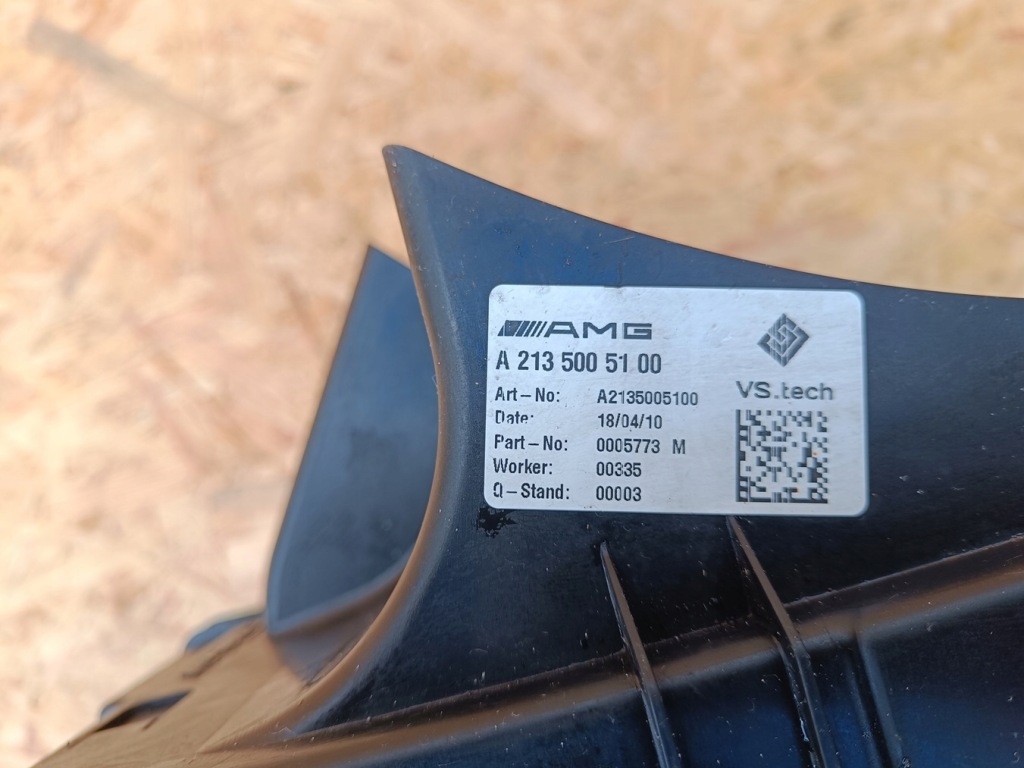 AMG
A 213 500 51 00
Art-No: A2135005100
Date: 18/04/10
Part-No: 0005773 M
Worker: 00335
Q-Stand: 00003
VS.tech